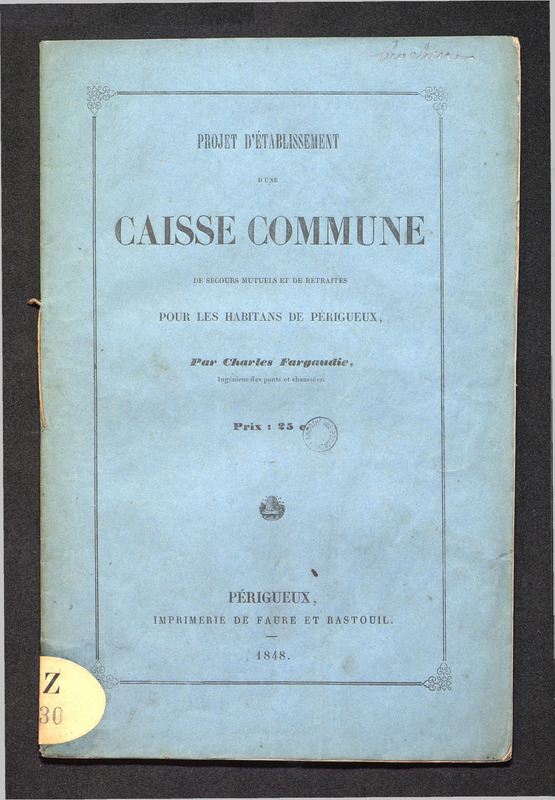 PROJET D'ÉTABLISSEMENT
D'UNE
CAISSE COMMUNE
DE SECOURS MUTUELS ET DE RETRAITES
POUR LES HABITANS DE PÉRIGUEUX,
Par Charles Fargaudie,
Ingénieur des ponts et chaussées.
Prix : 25 c.
PÉRIGUEUX,
IMPRIMERIE DE FAURE ET RASTOUIL.
1848.
Z
30